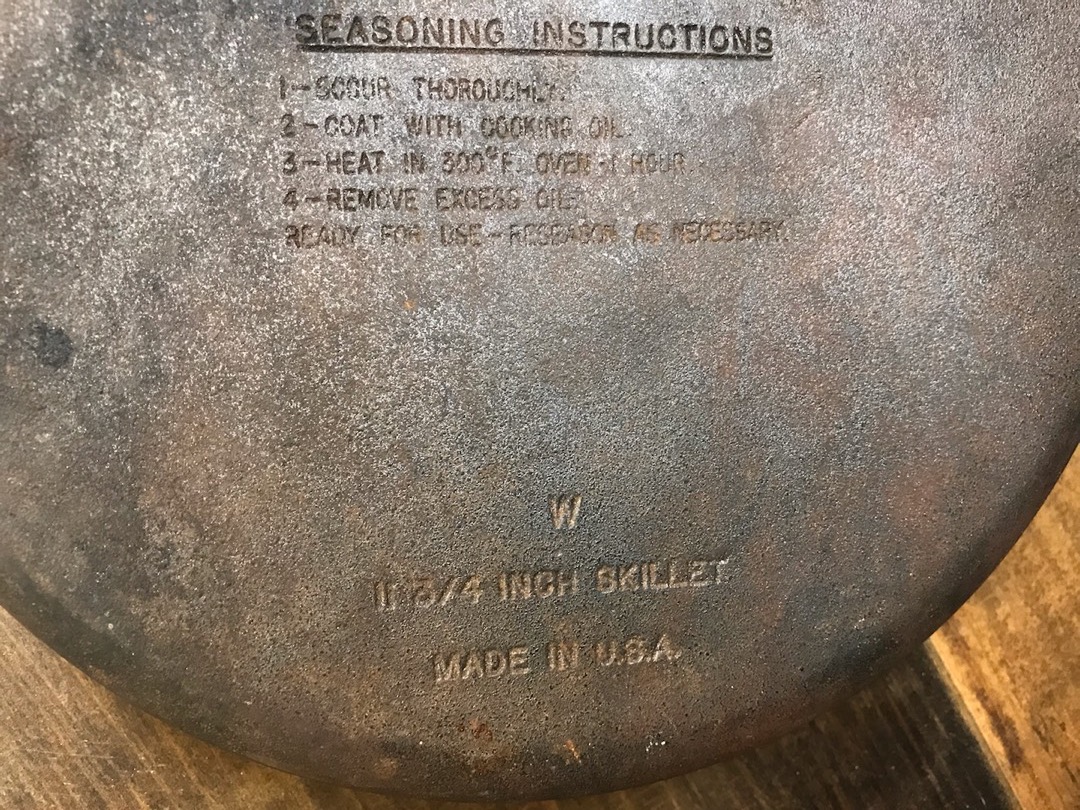 SEASONING INSTRUCTIONS
1-SCOUR THOROUGHLY.
2-COAT WITH COOKING OIL.
3-HEAT IN 300°F. OVEN-1 HOUR.
4-REMOVE EXCESS OIL.
READY FOR USE-RESEASON AS NECESSARY.
W
11-3/4 INCH SKILLET
MADE IN U.S.A.